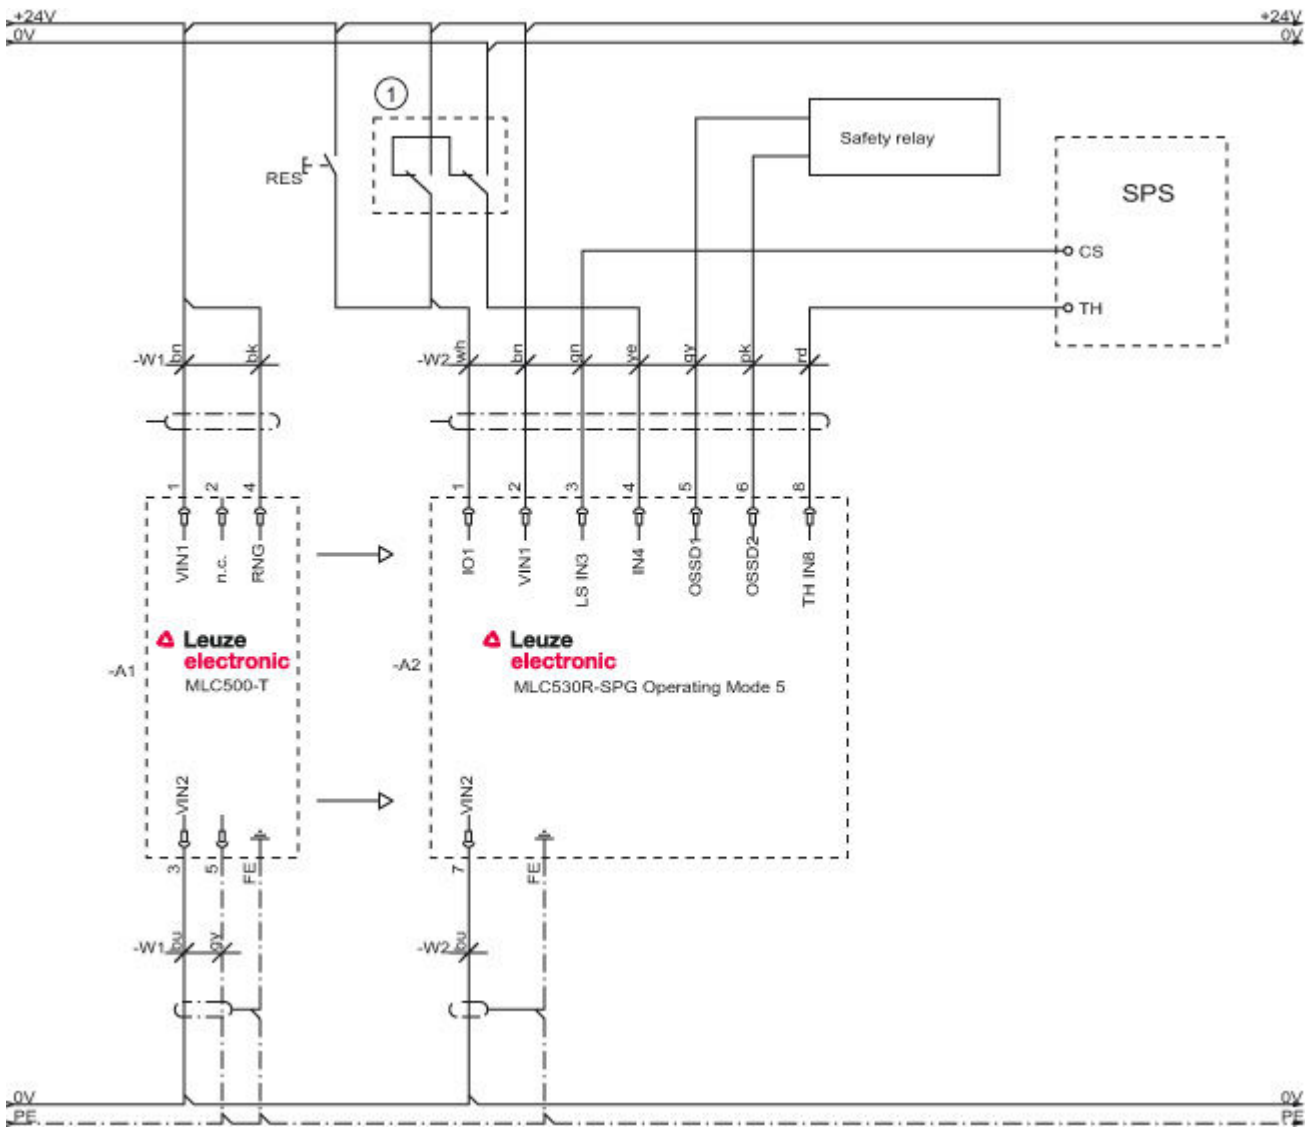 +24V
+24V
0V
0V
1
Safety relay
RES
SPS
CS
TH
-W1
bn
bk
-W2
wh
bn
gn
ye
gy
pk
rd
1
2
4
1
2
3
4
5
6
8
VIN1
n.c.
RNG
IO1
VIN1
LS IN3
IN4
OSSD1
OSSD2
TH IN8
Leuze
electronic
MLC500-T
-A1
Leuze
electronic
MLC530R-SPG Operating Mode 5
-A2
VIN2
VIN2
3
5
FE
7
FE
-W1
bu
gy
-W2
bu
0V
0V
PE
PE